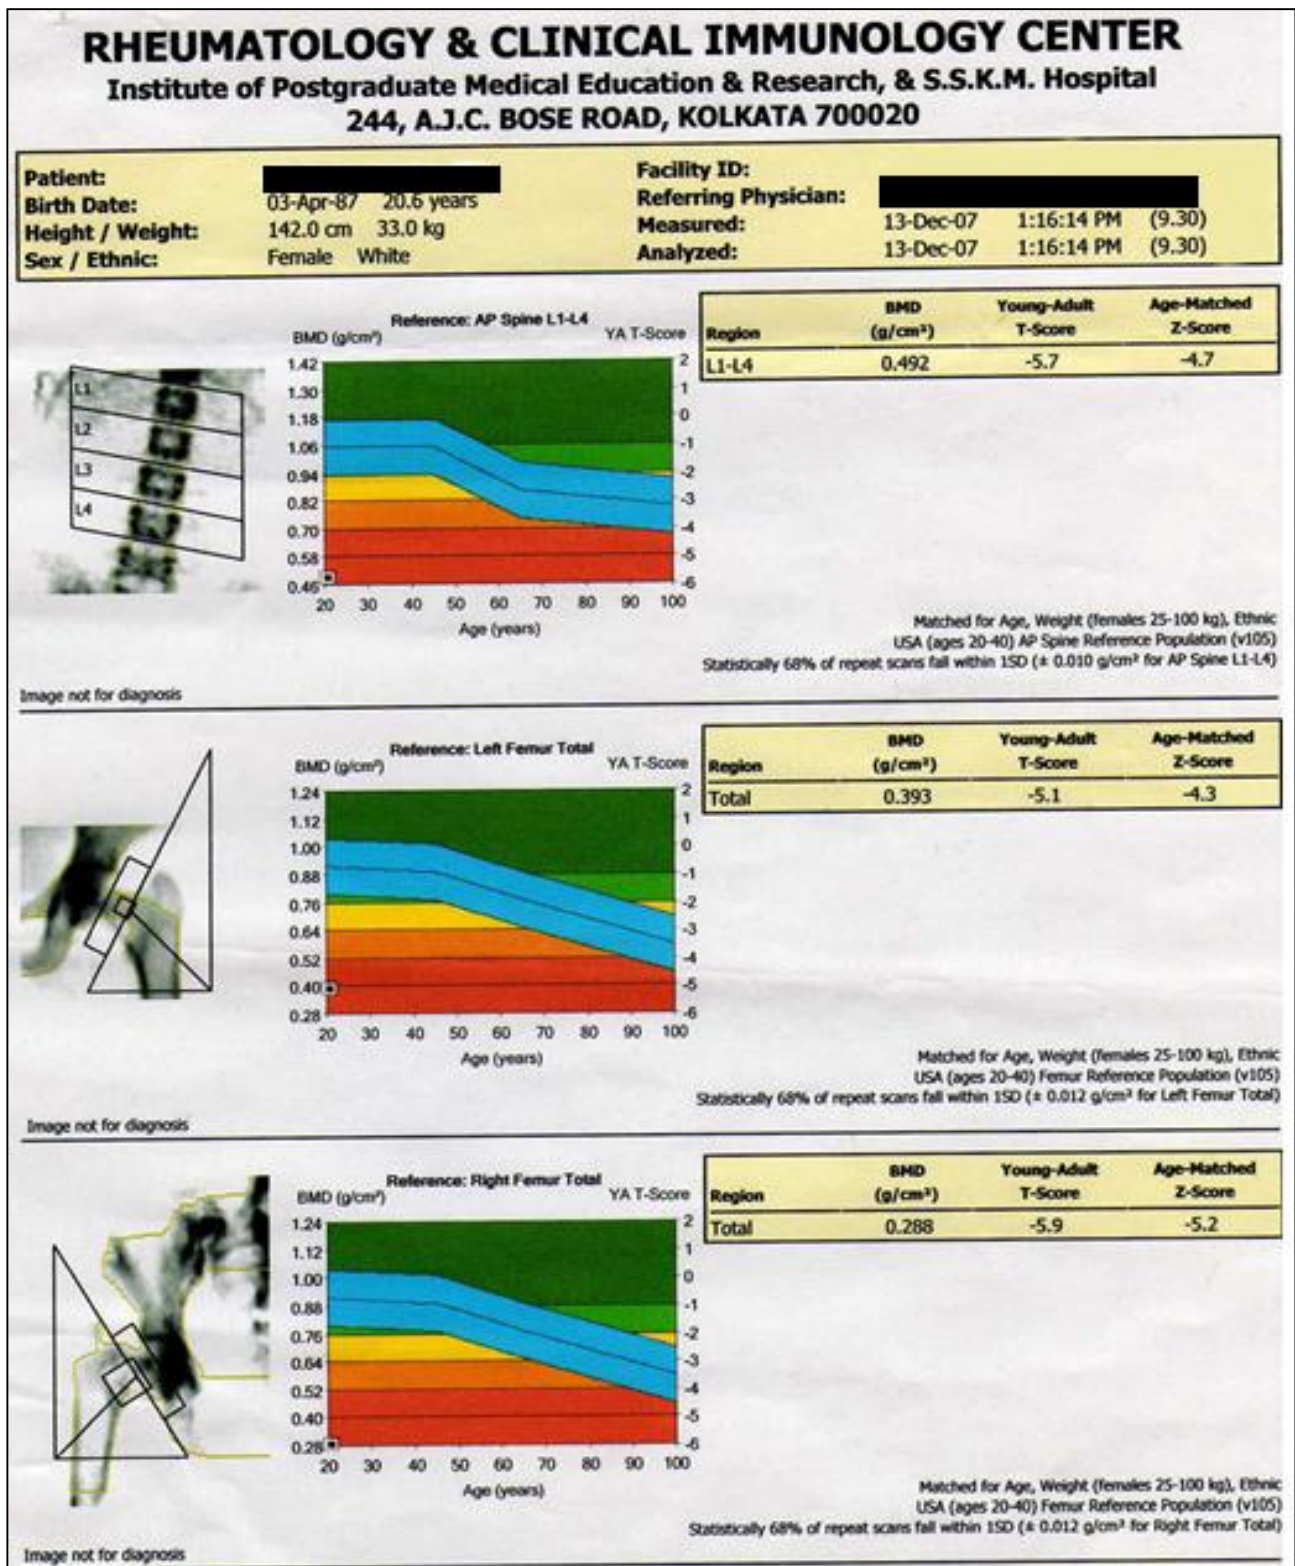 RHEUMATOLOGY & CLINICAL IMMUNOLOGY CENTER
Institute of Postgraduate Medical Education & Research, & S.S.K.M. Hospital
244, A.J.C. BOSE ROAD, KOLKATA 700020
Patient:
Birth Date: 03-Apr-87 20.6 years
Height / Weight: 142.0 cm 33.0 kg
Sex / Ethnic: Female White
Facility ID:
Referring Physician:
Measured: 13-Dec-07 1:16:14 PM (9.30)
Analyzed: 13-Dec-07 1:16:14 PM (9.30)
L1
L2
L3
L4
Reference: AP Spine L1-L4
BMD (g/cm²) YA T-Score
1.42 2
1.30 1
1.18 0
1.06 -1
0.94 -2
0.82 -3
0.70 -4
0.58 -5
0.46 -6
20 30 40 50 60 70 80 90 100
Age (years)
Region BMD (g/cm²) Young-Adult T-Score Age-Matched Z-Score
L1-L4 0.492 -5.7 -4.7
Matched for Age, Weight (females 25-100 kg), Ethnic
USA (ages 20-40) AP Spine Reference Population (v105)
Statistically 68% of repeat scans fall within 1SD (± 0.010 g/cm² for AP Spine L1-L4)
Image not for diagnosis
Reference: Left Femur Total
BMD (g/cm²) YA T-Score
1.24 2
1.12 1
1.00 0
0.88 -1
0.76 -2
0.64 -3
0.52 -4
0.40 -5
0.28 -6
20 30 40 50 60 70 80 90 100
Age (years)
Region BMD (g/cm²) Young-Adult T-Score Age-Matched Z-Score
Total 0.393 -5.1 -4.3
Matched for Age, Weight (females 25-100 kg), Ethnic
USA (ages 20-40) Femur Reference Population (v105)
Statistically 68% of repeat scans fall within 1SD (± 0.012 g/cm² for Left Femur Total)
Image not for diagnosis
Reference: Right Femur Total
BMD (g/cm²) YA T-Score
1.24 2
1.12 1
1.00 0
0.88 -1
0.76 -2
0.64 -3
0.52 -4
0.40 -5
0.28 -6
20 30 40 50 60 70 80 90 100
Age (years)
Region BMD (g/cm²) Young-Adult T-Score Age-Matched Z-Score
Total 0.288 -5.9 -5.2
Matched for Age, Weight (females 25-100 kg), Ethnic
USA (ages 20-40) Femur Reference Population (v105)
Statistically 68% of repeat scans fall within 1SD (± 0.012 g/cm² for Right Femur Total)
Image not for diagnosis